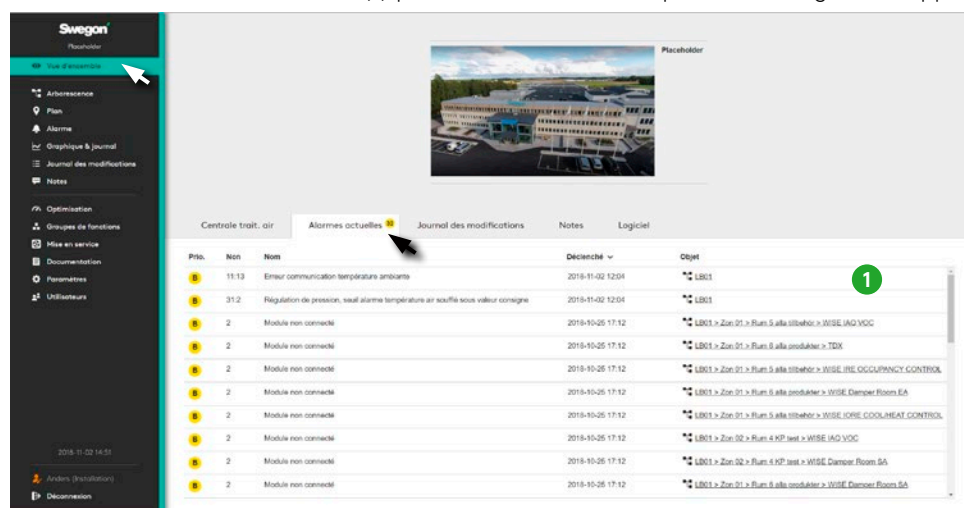 Swegon
Placeholder
Vue d'ensemble
Arborescence
Plan
Alarme
Graphique & journal
Journal des modifications
Notes
Optimisation
Groupes de fonctions
Mise en service
Documentation
Paramètres
Utilisateurs
2018-11-02 14:51
Anders (Installation)
Déconnexion
Placeholder
Centrale trait. air Alarmes actuelles Journal des modifications Notes Logiciel
Prio. Non Nom Déclenché Objet
B 11:13 Erreur communication température ambiante 2018-11-02 12:04 LB01
B 31:2 Régulation de pression, seuil alarme température air soufflé sous valeur consigne 2018-11-02 12:04 LB01
B 2 Module non connecté 2018-10-25 17:12 LB01 > Zon 01 > Rum 5 alla tillbehör > WISE IAQ VOC
B 2 Module non connecté 2018-10-25 17:12 LB01 > Zon 01 > Rum 6 alla produkter > TDX
B 2 Module non connecté 2018-10-25 17:12 LB01 > Zon 01 > Rum 5 alla tillbehör > WISE IRE OCCUPANCY CONTROL
B 2 Module non connecté 2018-10-25 17:12 LB01 > Zon 01 > Rum 6 alla produkter > WISE Damper Room EA
B 2 Module non connecté 2018-10-25 17:12 LB01 > Zon 01 > Rum 5 alla tillbehör > WISE IORE COOL/HEAT CONTROL
B 2 Module non connecté 2018-10-25 17:12 LB01 > Zon 02 > Rum 4 KP test > WISE IAQ VOC
B 2 Module non connecté 2018-10-25 17:12 LB01 > Zon 02 > Rum 4 KP test > WISE Damper Room SA
B 2 Module non connecté 2018-10-25 17:12 LB01 > Zon 01 > Rum 6 alla produkter > WISE Damper Room SA
1